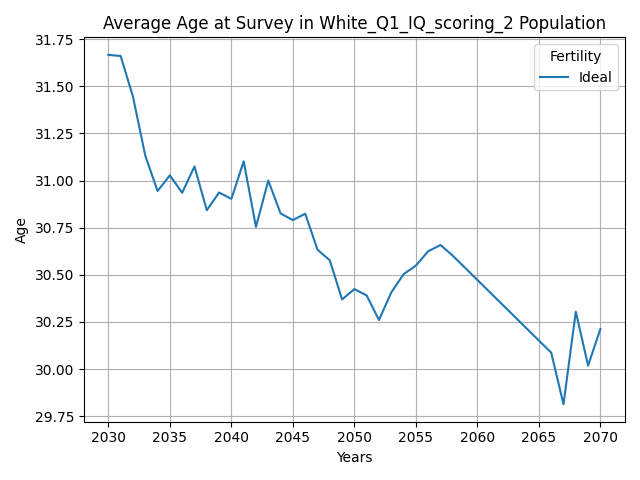 Average Age at Survey in White_Q1_IQ_scoring_2 Population
31.75
31.50
31.25
31.00
30.75
30.50
30.25
30.00
29.75
Age
Fertility
Ideal
2030 2035 2040 2045 2050 2055 2060 2065 2070
Years